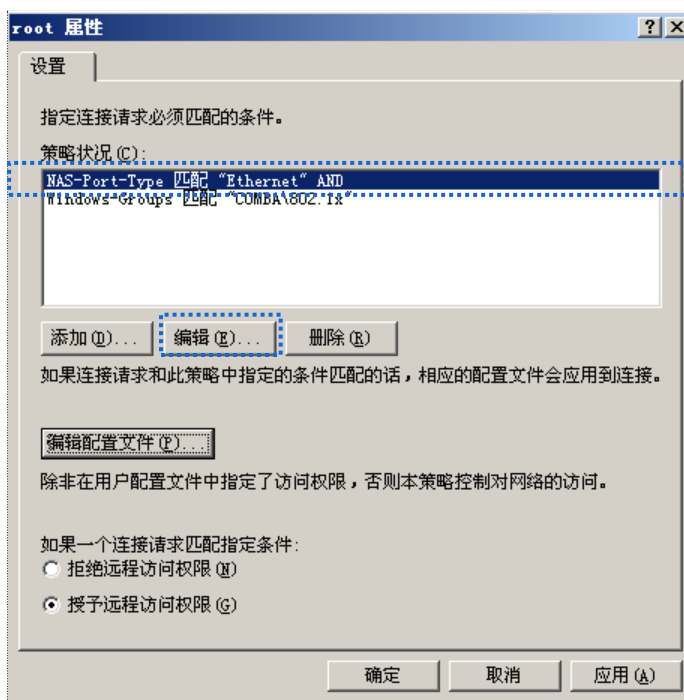 root 属性
设置
指定连接请求必须匹配的条件。
策略状况(C):
NAS-Port-Type 匹配 "Ethernet" AND
Windows-Groups 匹配 "COMBA\802.1x"
添加(D)... 编辑(E)... 删除(R)
如果连接请求和此策略中指定的条件匹配的话，相应的配置文件会应用到连接。
编辑配置文件(P)...
除非在用户配置文件中指定了访问权限，否则本策略控制对网络的访问。
如果一个连接请求匹配指定条件:
拒绝远程访问权限(N)
授予远程访问权限(G)
确定 取消 应用(A)